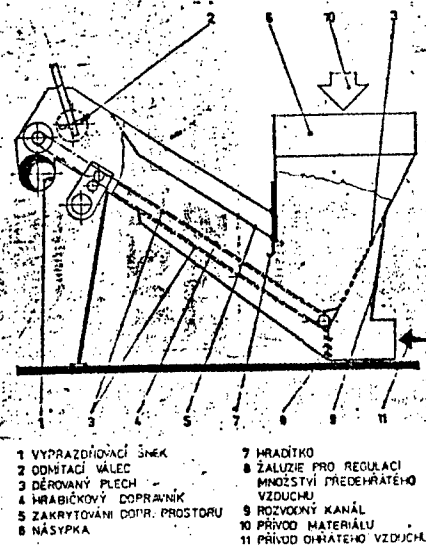 2 6 10 3
1 3 4 5 7 8 9 11
1 VYPRAZDŇOVACÍ ŠNEK
2 ODMÍTACÍ VÁLEC
3 DĚROVANÝ PLECH
4 HRABIČKOVÝ DOPRAVNÍK
5 ZAKRYTOVÁNÍ DOPR. PROSTORU
6 NÁSYPKA
7 HRADÍTKO
8 ŽALUZIE PRO REGULACI
MNOŽSTVÍ PŘEDEHŘÁTÉHO
VZDUCHU
9 ROZVODNÝ KANÁL
10 PŘÍVOD MATERIÁLU
11 PŘÍVOD OHŘÁTÉHO VZDUCHU